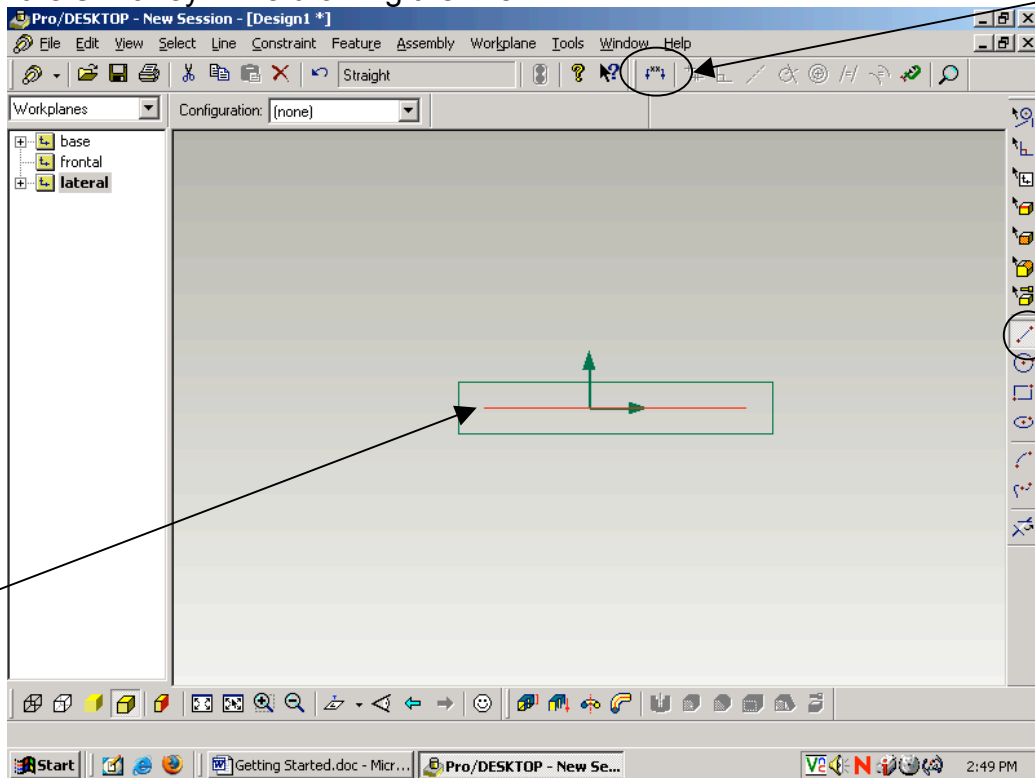 Pro/DESKTOP - New Session - [Design1 *]
File Edit View Select Line Constraint Feature Assembly Workplane Tools Window Help
Straight
Workplanes
Configuration: (none)
base
frontal
lateral
Start
Getting Started.doc - Micr...
Pro/DESKTOP - New Se...
2:49 PM